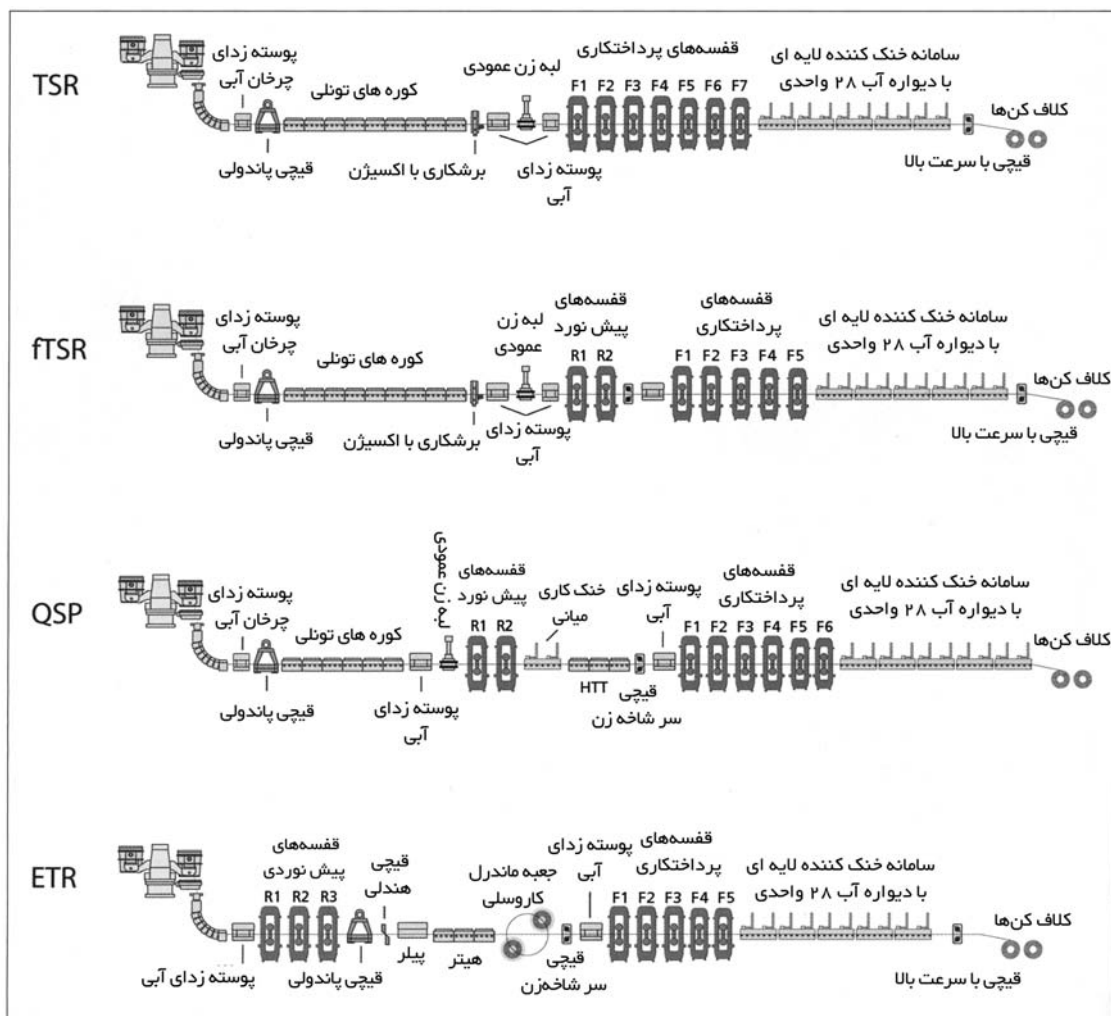 TSR
پوسته زدای
چرخان آبی
کوره های تونلی
لبه زن عمودی
قفسه‌های پرداختکاری
F1 F2 F3 F4 F5 F6 F7
سامانه خنک کننده لایه ای
با دیواره آب ۲۸ واحدی
کلاف کن‌ها
قیچی پاندولی
برشکاری با اکسیژن
پوسته زدای
آبی
قیچی با سرعت بالا
fTSR
پوسته زدای
چرخان آبی
کوره های تونلی
لبه زن
عمودی
قفسه‌های
پیش نورد
R1 R2
قفسه‌های
پرداختکاری
F1 F2 F3 F4 F5
سامانه خنک کننده لایه ای
با دیواره آب ۲۸ واحدی
کلاف کن‌ها
قیچی پاندولی
برشکاری با اکسیژن
پوسته زدای
آبی
قیچی با سرعت بالا
QSP
پوسته زدای
چرخان آبی
کوره های تونلی
لبه زن عمودی
قفسه‌های
پیش نورد
R1 R2
خنک کاری
میانی
پوسته زدای
آبی
قفسه‌های
پرداختکاری
F1 F2 F3 F4 F5 F6
سامانه خنک کننده لایه ای
با دیواره آب ۲۸ واحدی
کلاف کن‌ها
قیچی پاندولی
پوسته زدای
آبی
HTT
قیچی
سر شاخه زن
ETR
قفسه‌های
پیش نوردی
R1 R2 R3
قیچی
هندلی
جعبه ماندرل
کاروسلی
پوسته زدای
آبی
قفسه‌های
پرداختکاری
F1 F2 F3 F4 F5
سامانه خنک کننده لایه ای
با دیواره آب ۲۸ واحدی
کلاف کن‌ها
پوسته زدای آبی
قیچی پاندولی
پیلر
هیتر
قیچی
سر شاخه‌زن
قیچی با سرعت بالا